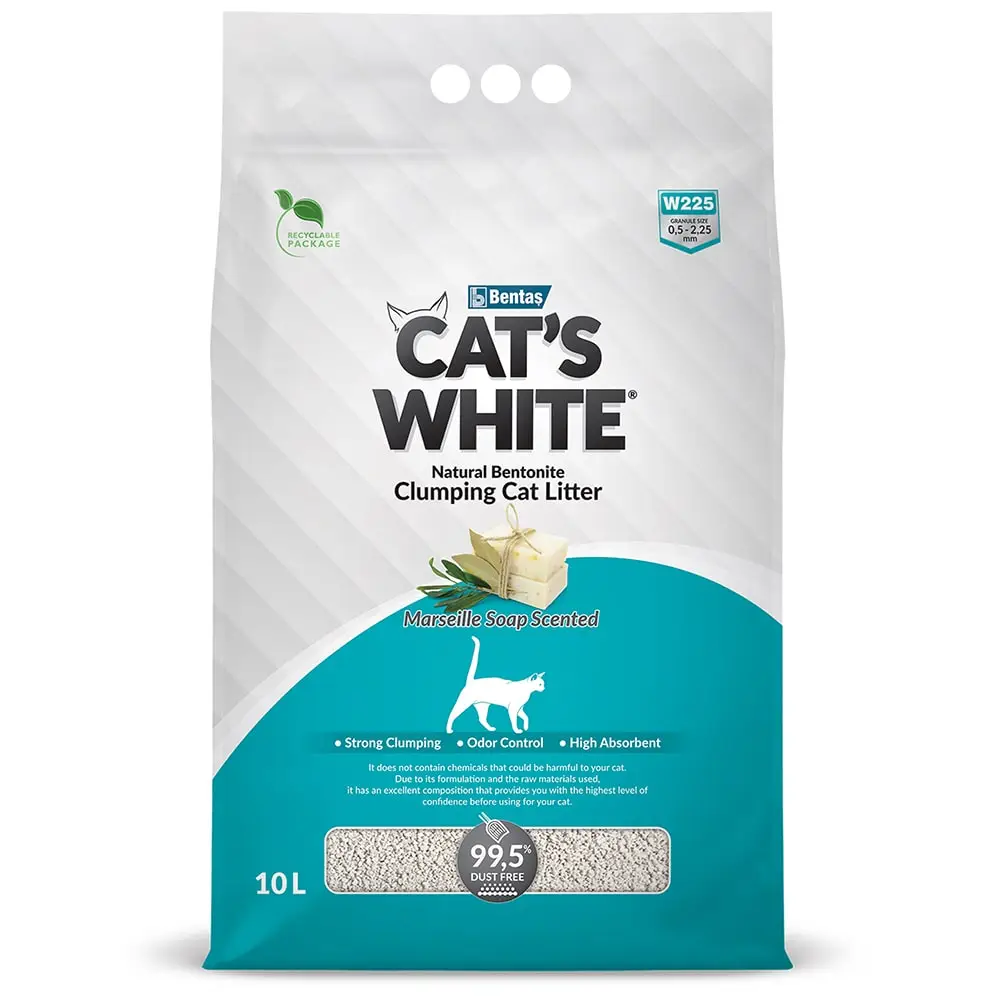 RECYCLABLE
PACKAGE
W225
GRANULE SIZE
0,5 - 2,25
mm
b Bentaş
CAT'S
WHITE®
Natural Bentonite
Clumping Cat Litter
Marseille Soap Scented
• Strong Clumping • Odor Control • High Absorbent
It does not contain chemicals that could be harmful to your cat.
Due to its formulation and the raw materials used,
it has an excellent composition that provides you with the highest level of
confidence before using for your cat.
99,5%
DUST FREE
10 L